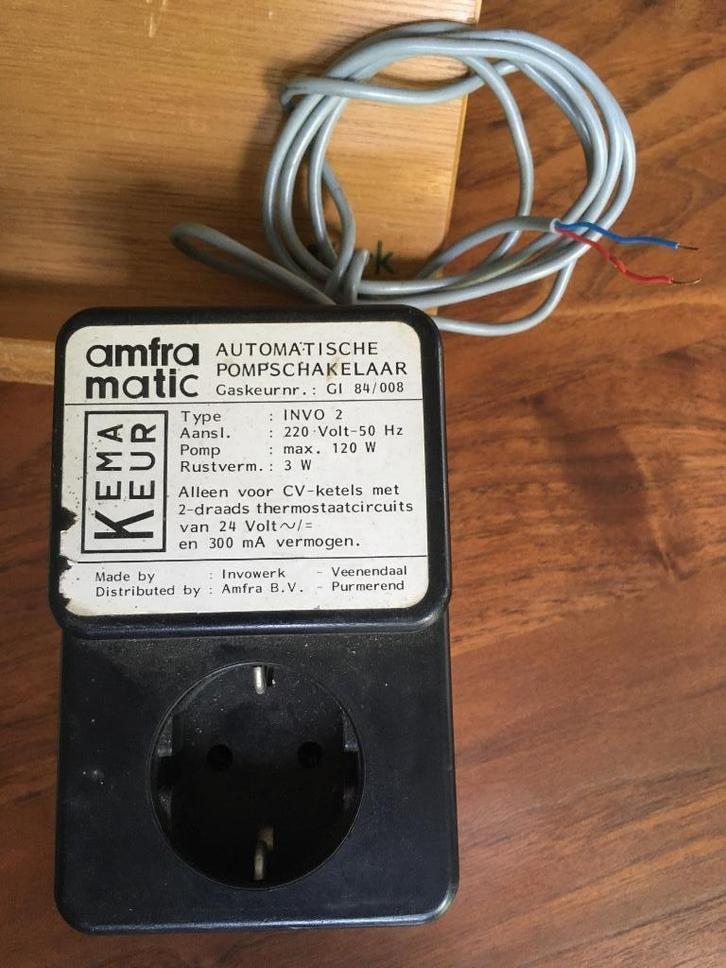 amfra
matic
AUTOMATISCHE
POMPSCHAKELAAR
Gaskeurnr.: GI 84/008
KEMA
KEUR
Type : INVO 2
Aansl. : 220 Volt-50 Hz
Pomp : max. 120 W
Rustverm.: 3 W
Alleen voor CV-ketels met
2-draads thermostaatcircuits
van 24 Volt ~/=
en 300 mA vermogen.
Made by : Invowerk - Veenendaal
Distributed by : Amfra B.V. - Purmerend